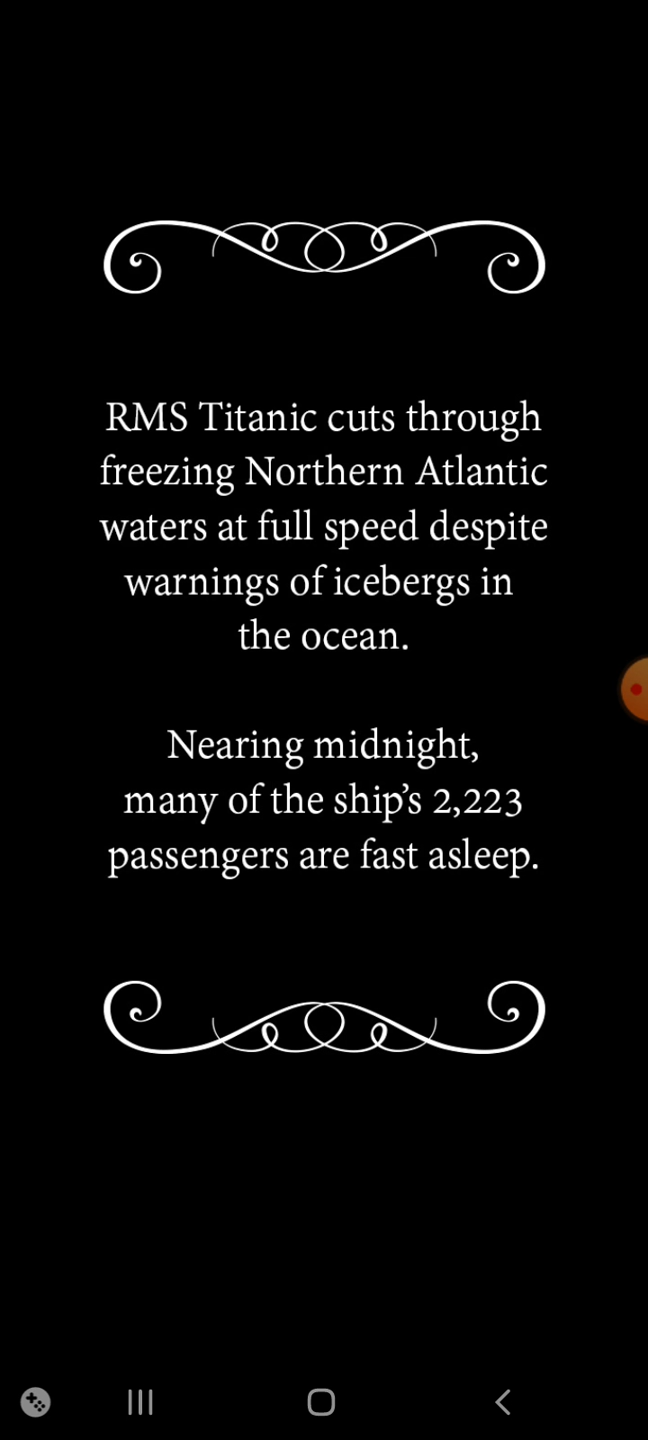 RMS Titanic cuts through
freezing Northern Atlantic
waters at full speed despite
warnings of icebergs in
the ocean.
Nearing midnight,
many of the ship’s 2,223
passengers are fast asleep.